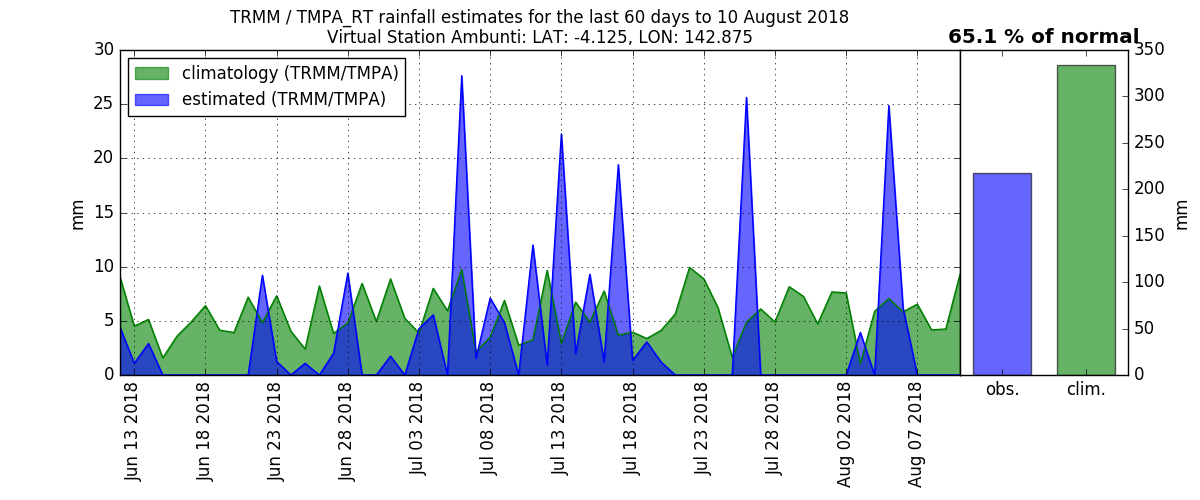 TRMM / TMPA_RT rainfall estimates for the last 60 days to 10 August 2018
Virtual Station Ambunti: LAT: -4.125, LON: 142.875
65.1 % of normal
climatology (TRMM/TMPA)
estimated (TRMM/TMPA)
30
25
20
15
10
5
0
mm
Jun 13 2018
Jun 18 2018
Jun 23 2018
Jun 28 2018
Jul 03 2018
Jul 08 2018
Jul 13 2018
Jul 18 2018
Jul 23 2018
Jul 28 2018
Aug 02 2018
Aug 07 2018
obs.
clim.
350
300
250
200
150
100
50
0
mm